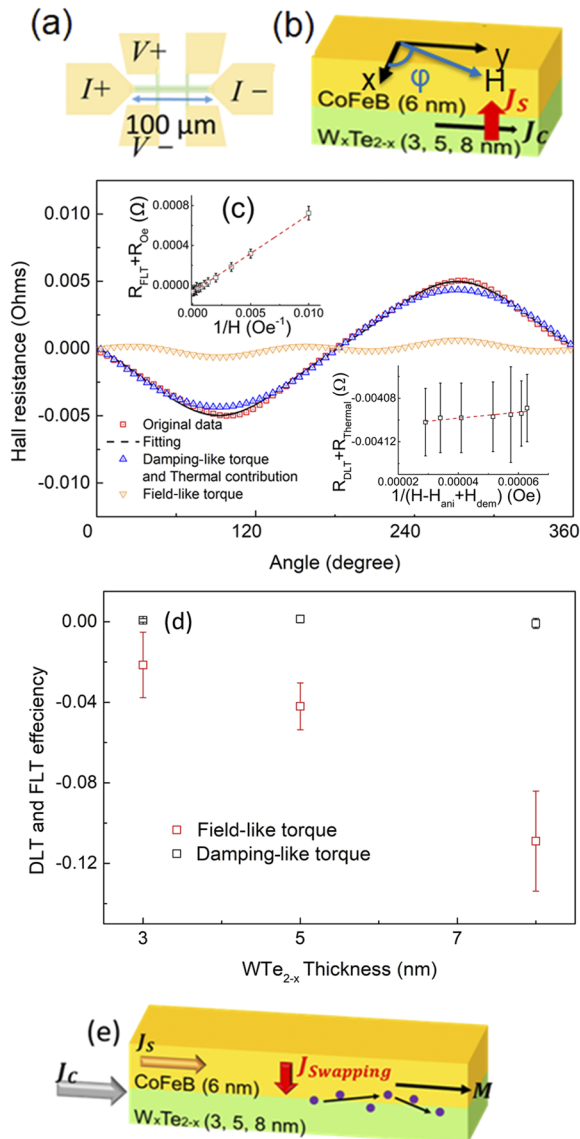 (a)
V+
I+
I−
100 μm
V−
(b)
y
x
φ
H
CoFeB (6 nm)
Js
Jc
WxTe2-x (3, 5, 8 nm)
(c)
0.010
0.005
0.000
-0.005
-0.010
Hall resistance (Ohms)
0.0008
0.0004
0.0000
RFLT+ROe (Ω)
0.000
0.005
0.010
1/H (Oe-1)
Original data
Fitting
Damping-like torque
and Thermal contribution
Field-like torque
-0.00408
-0.00412
RDLT+RThermal (Ω)
0.00002
0.00004
0.00006
1/(H-Hani+Hdem) (Oe)
0
120
240
360
Angle (degree)
(d)
0.00
-0.04
-0.08
-0.12
DLT and FLT effeciency
Field-like torque
Damping-like torque
3
5
7
WTe2-x Thickness (nm)
(e)
Js
Jc
JSwapping
CoFeB (6 nm)
M
WxTe2-x (3, 5, 8 nm)